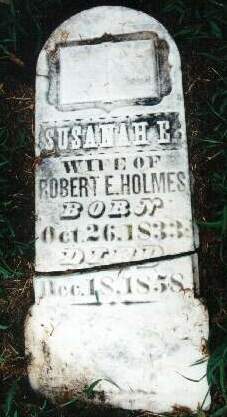 SUSANAH E.
WIFE OF
ROBERT E. HOLMES
BORN
Oct. 26. 1833
DIED
Dec. 18. 1858